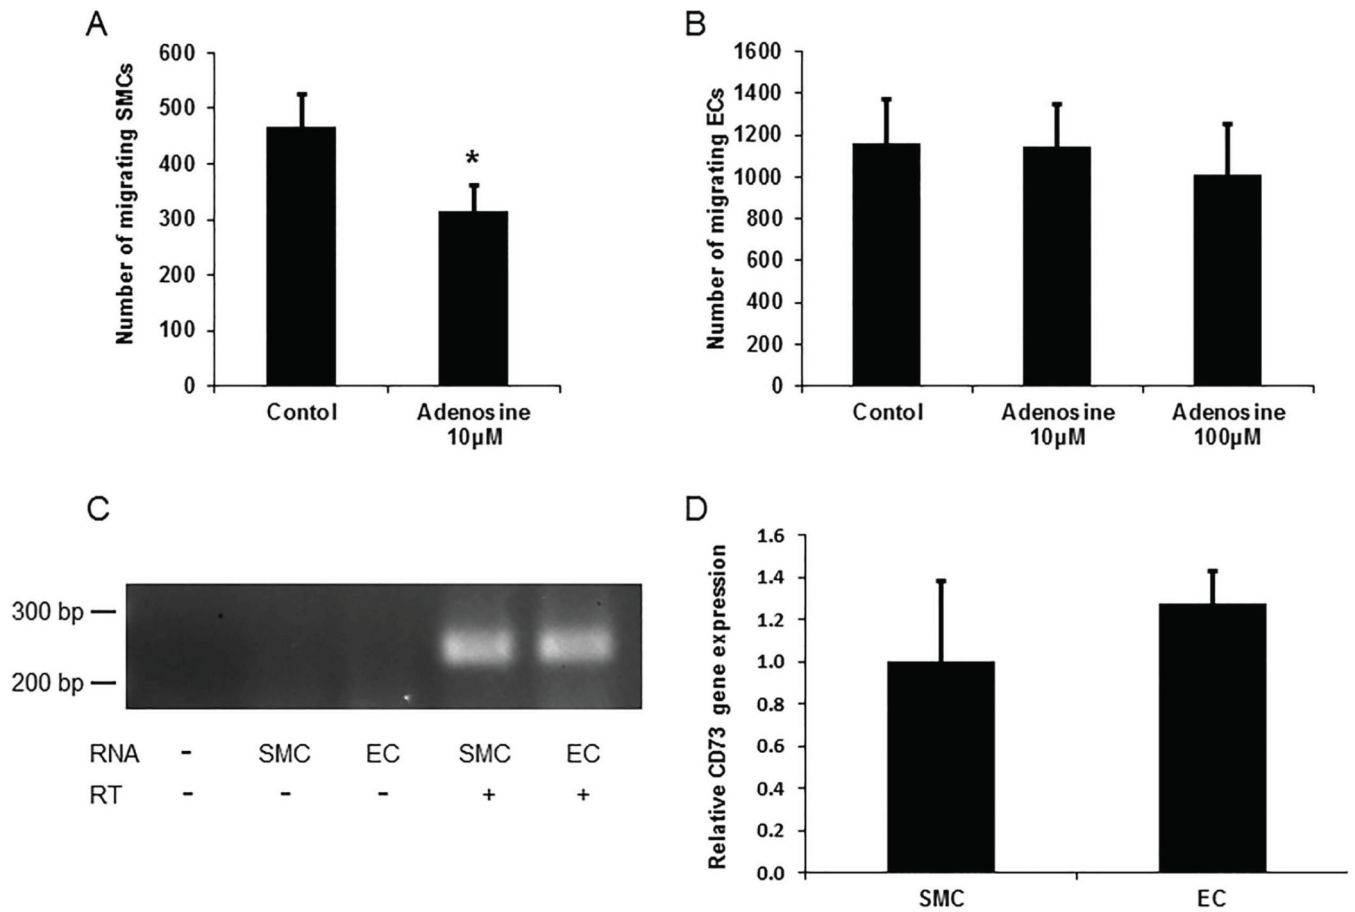 A
Number of migrating SMCs
600
500
400
300
200
100
0
*
Contol
Adenosine
10µM
B
Number of migrating ECs
1600
1400
1200
1000
800
600
400
200
0
Contol
Adenosine
10µM
Adenosine
100µM
C
300 bp
200 bp
RNA - SMC EC SMC EC
RT - - - + +
D
Relative CD73 gene expression
1.6
1.4
1.2
1.0
0.8
0.6
0.4
0.2
0.0
SMC
EC